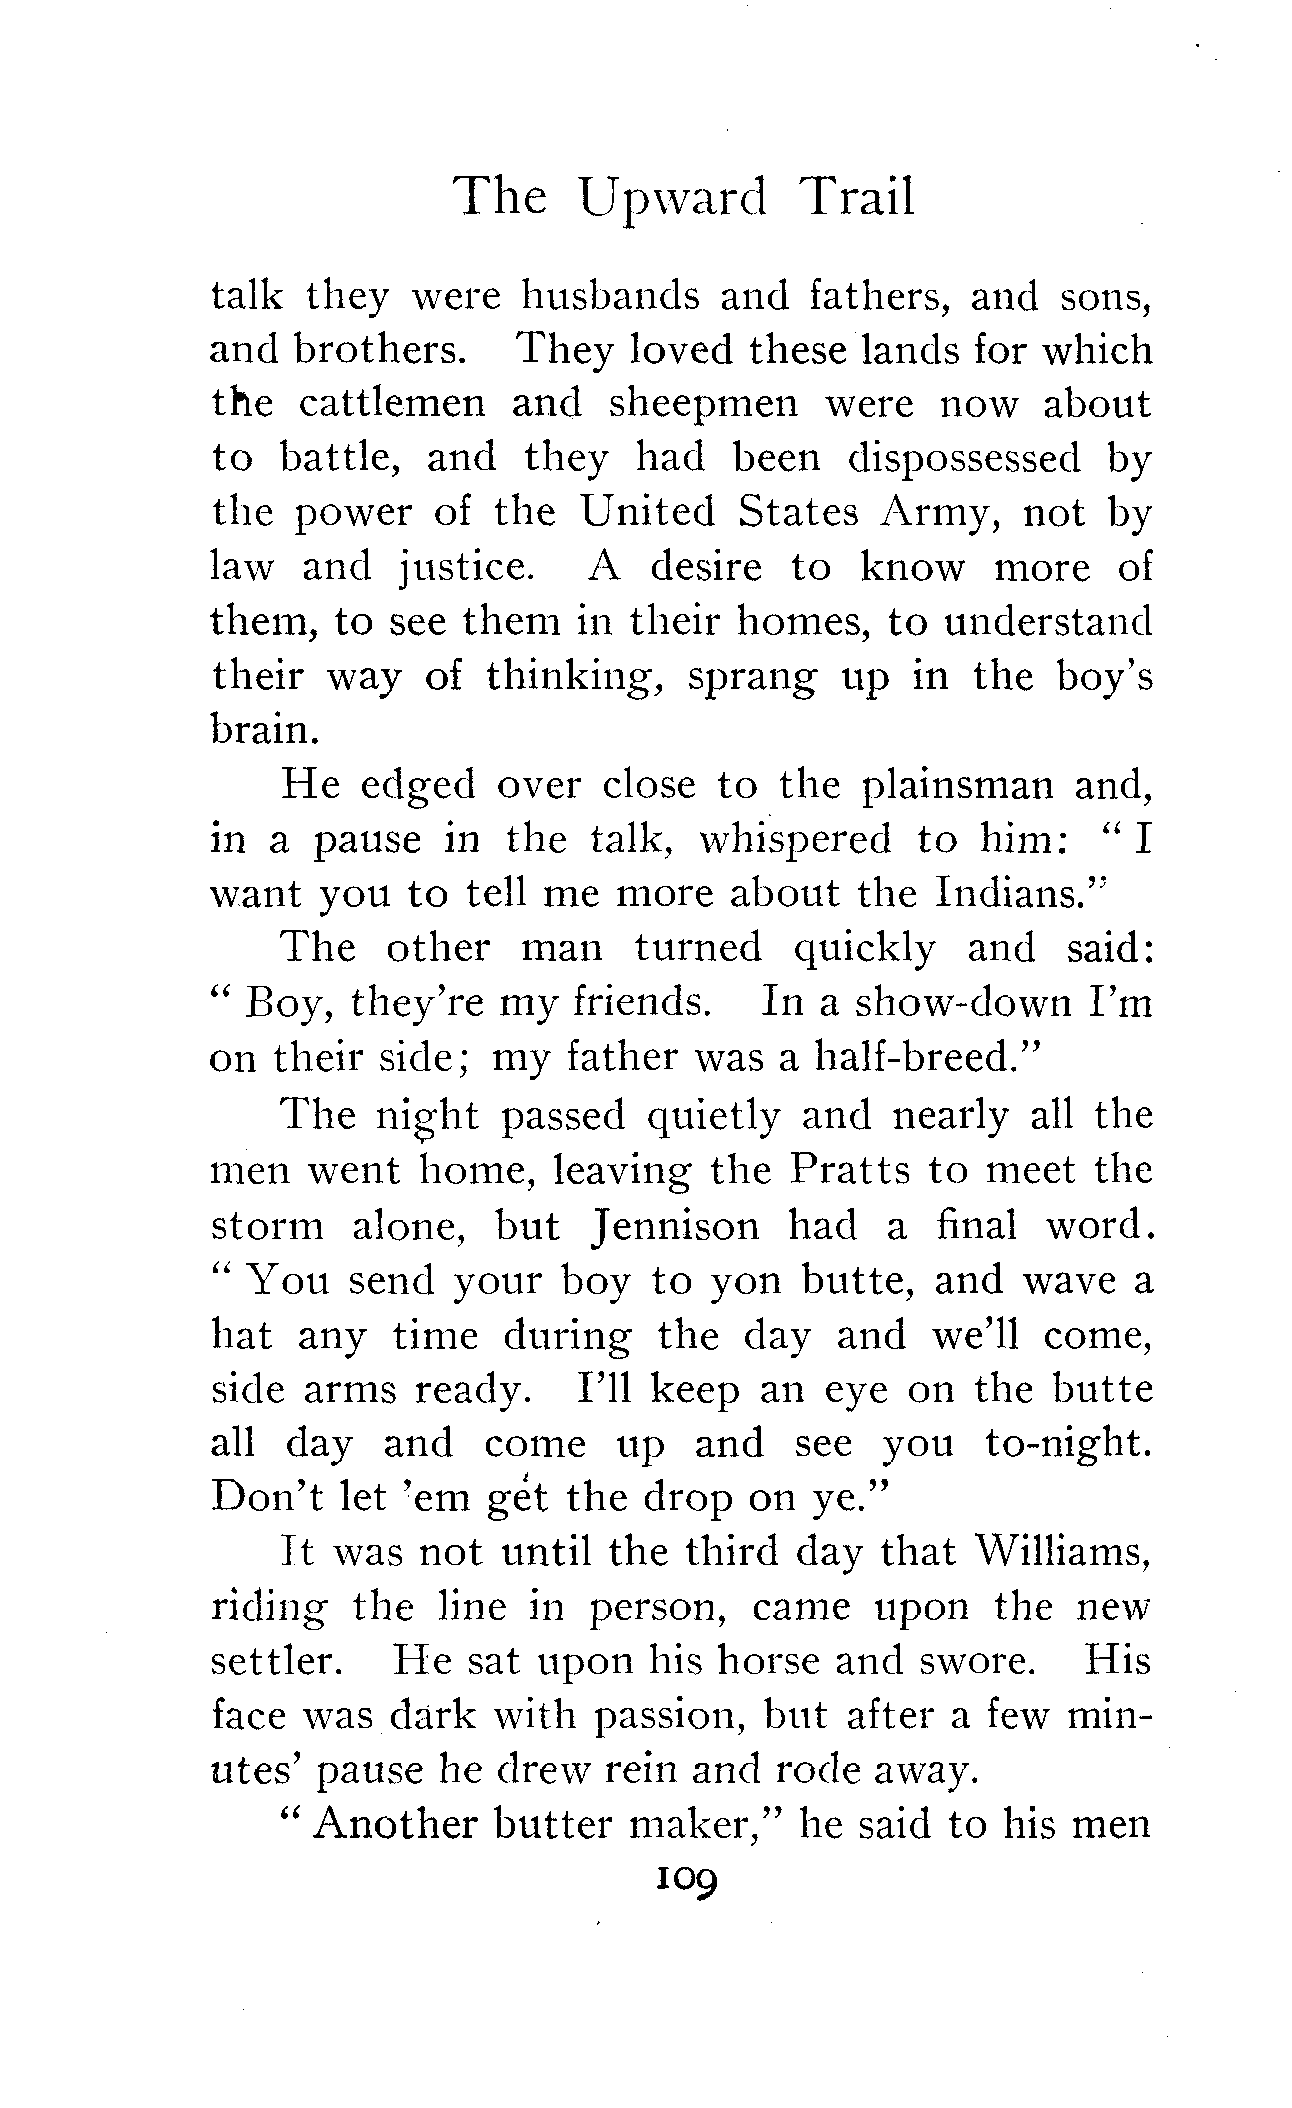 The Upward Trail
talk they were husbands and fathers, and sons,
and brothers. They loved these lands for which
the cattlemen and sheepmen were now about
to battle, and they had been dispossessed by
the power of the United States Army, not by
law and justice. A desire to know more of
them, to see them in their homes, to understand
their way of thinking, sprang up in the boy's
brain.
He edged over close to the plainsman and,
in a pause in the talk, whispered to him: " I
want you to tell me more about the Indians."
The other man turned quickly and said:
" Boy, they're my friends. In a show-down I'm
on their side; my father was a half-breed."
The night passed quietly and nearly all the
men went home, leaving the Pratts to meet the
storm alone, but Jennison had a final word.
" You send your boy to yon butte, and wave a
hat any time during the day and we'll come,
side arms ready. I'll keep an eye on the butte
all day and come up and see you to-night.
Don't let 'em get the drop on ye."
It was not until the third day that Williams,
riding the line in person, came upon the new
settler. He sat upon his horse and swore. His
face was dark with passion, but after a few min-
utes' pause he drew rein and rode away.
" Another butter maker," he said to his men
109